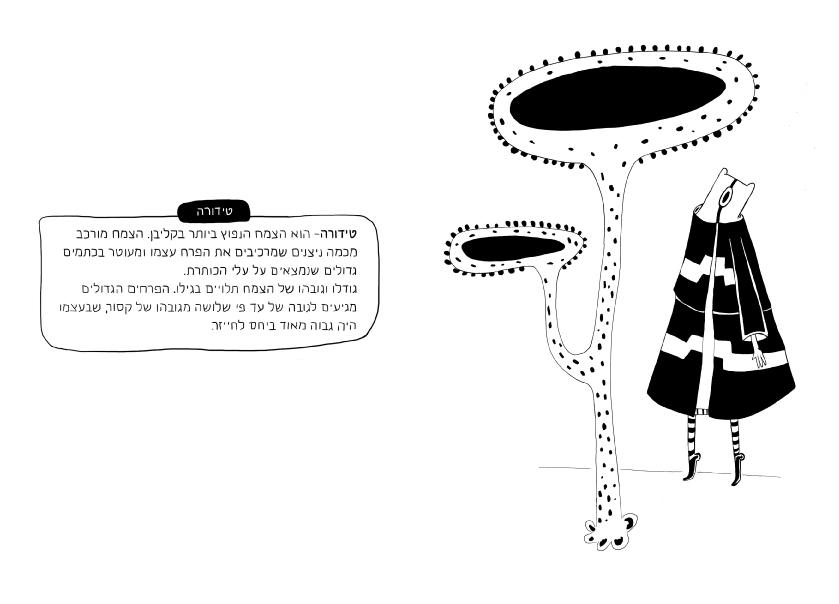 טידורה
טידורה- הוא הצמח הנפוץ ביותר בקליבן. הצמח מורכב
מכמה ניצנים שמרכיבים את הפרח עצמו ומעוטר בכתמים
גדולים שנמצאים על עלי הכותרת.
גודלו וגובהו של הצמח תלויים בגילו. הפרחים הגדולים
מגיעים לגובה של עד פי שלושה מגובהו של קסור, שבעצמו
היה גבוה מאוד ביחס לחייזר.